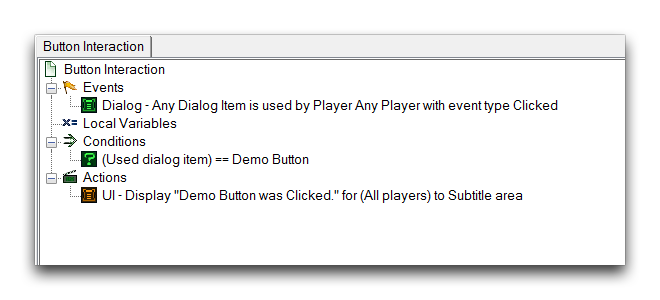 Button Interaction
Button Interaction
Events
Dialog - Any Dialog Item is used by Player Any Player with event type Clicked
x= Local Variables
Conditions
? (Used dialog item) == Demo Button
Actions
UI - Display "Demo Button was Clicked." for (All players) to Subtitle area